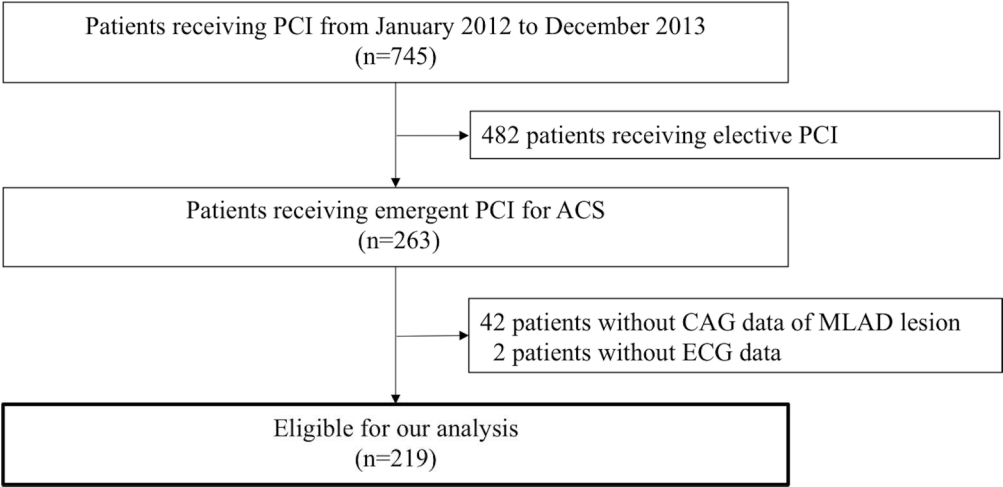 Patients receiving PCI from January 2012 to December 2013
(n=745)
482 patients receiving elective PCI
Patients receiving emergent PCI for ACS
(n=263)
42 patients without CAG data of MLAD lesion
2 patients without ECG data
Eligible for our analysis
(n=219)